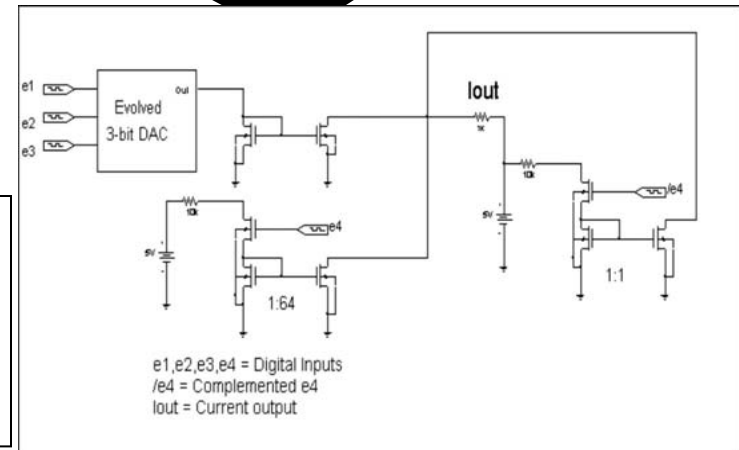 e1
e2
e3
Out
Evolved
3-bit DAC
Iout
1k
10k
/e4
5V
1:1
10k
e4
5V
1:64
e1,e2,e3,e4 = Digital Inputs
/e4 = Complemented e4
Iout = Current output